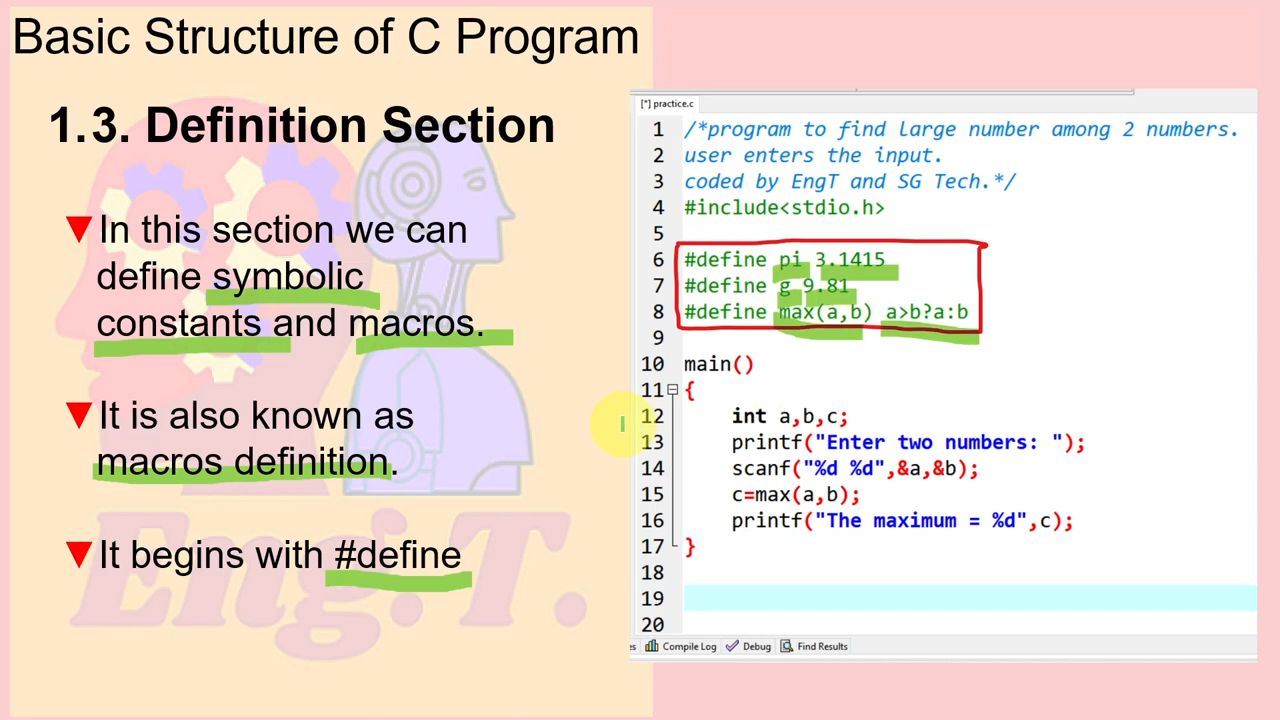 Basic Structure of C Program
1.3. Definition Section
▼In this section we can
define symbolic
constants and macros.
▼It is also known as
macros definition.
▼It begins with #define
Eng.T.
[*] practice.c
1 /*program to find large number among 2 numbers.
2 user enters the input.
3 coded by EngT and SG Tech.*/
4 #include<stdio.h>
5
6 #define pi 3.1415
7 #define g 9.81
8 #define max(a,b) a>b?a:b
9
10 main()
11 {
12 int a,b,c;
13 printf("Enter two numbers: ");
14 scanf("%d %d",&a,&b);
15 c=max(a,b);
16 printf("The maximum = %d",c);
17 }
18
19
20
Compile Log Debug Find Results